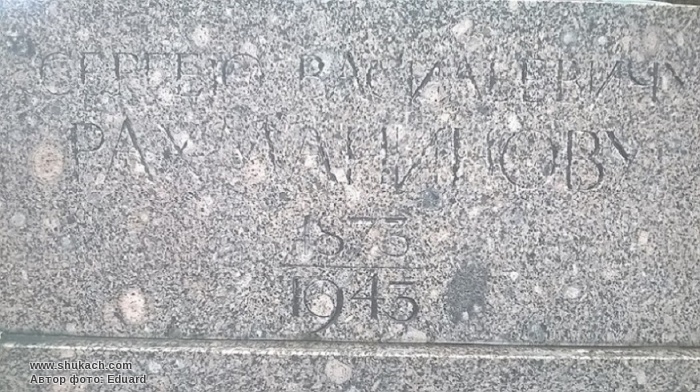 СЕРГЕЮ ВАСИЛЬЕВИЧУ
РАХМАНИНОВУ
1873
1943
www.shukach.com
Автор фото: Eduard